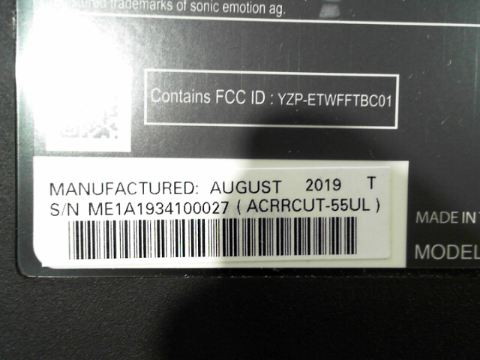 stered trademarks of sonic emotion ag.
Contains FCC ID : YZP-ETWFFTBC01
MANUFACTURED: AUGUST 2019 T
S/N ME1A1934100027 ( ACRRCUT-55UL )
MADE IN
MODEL